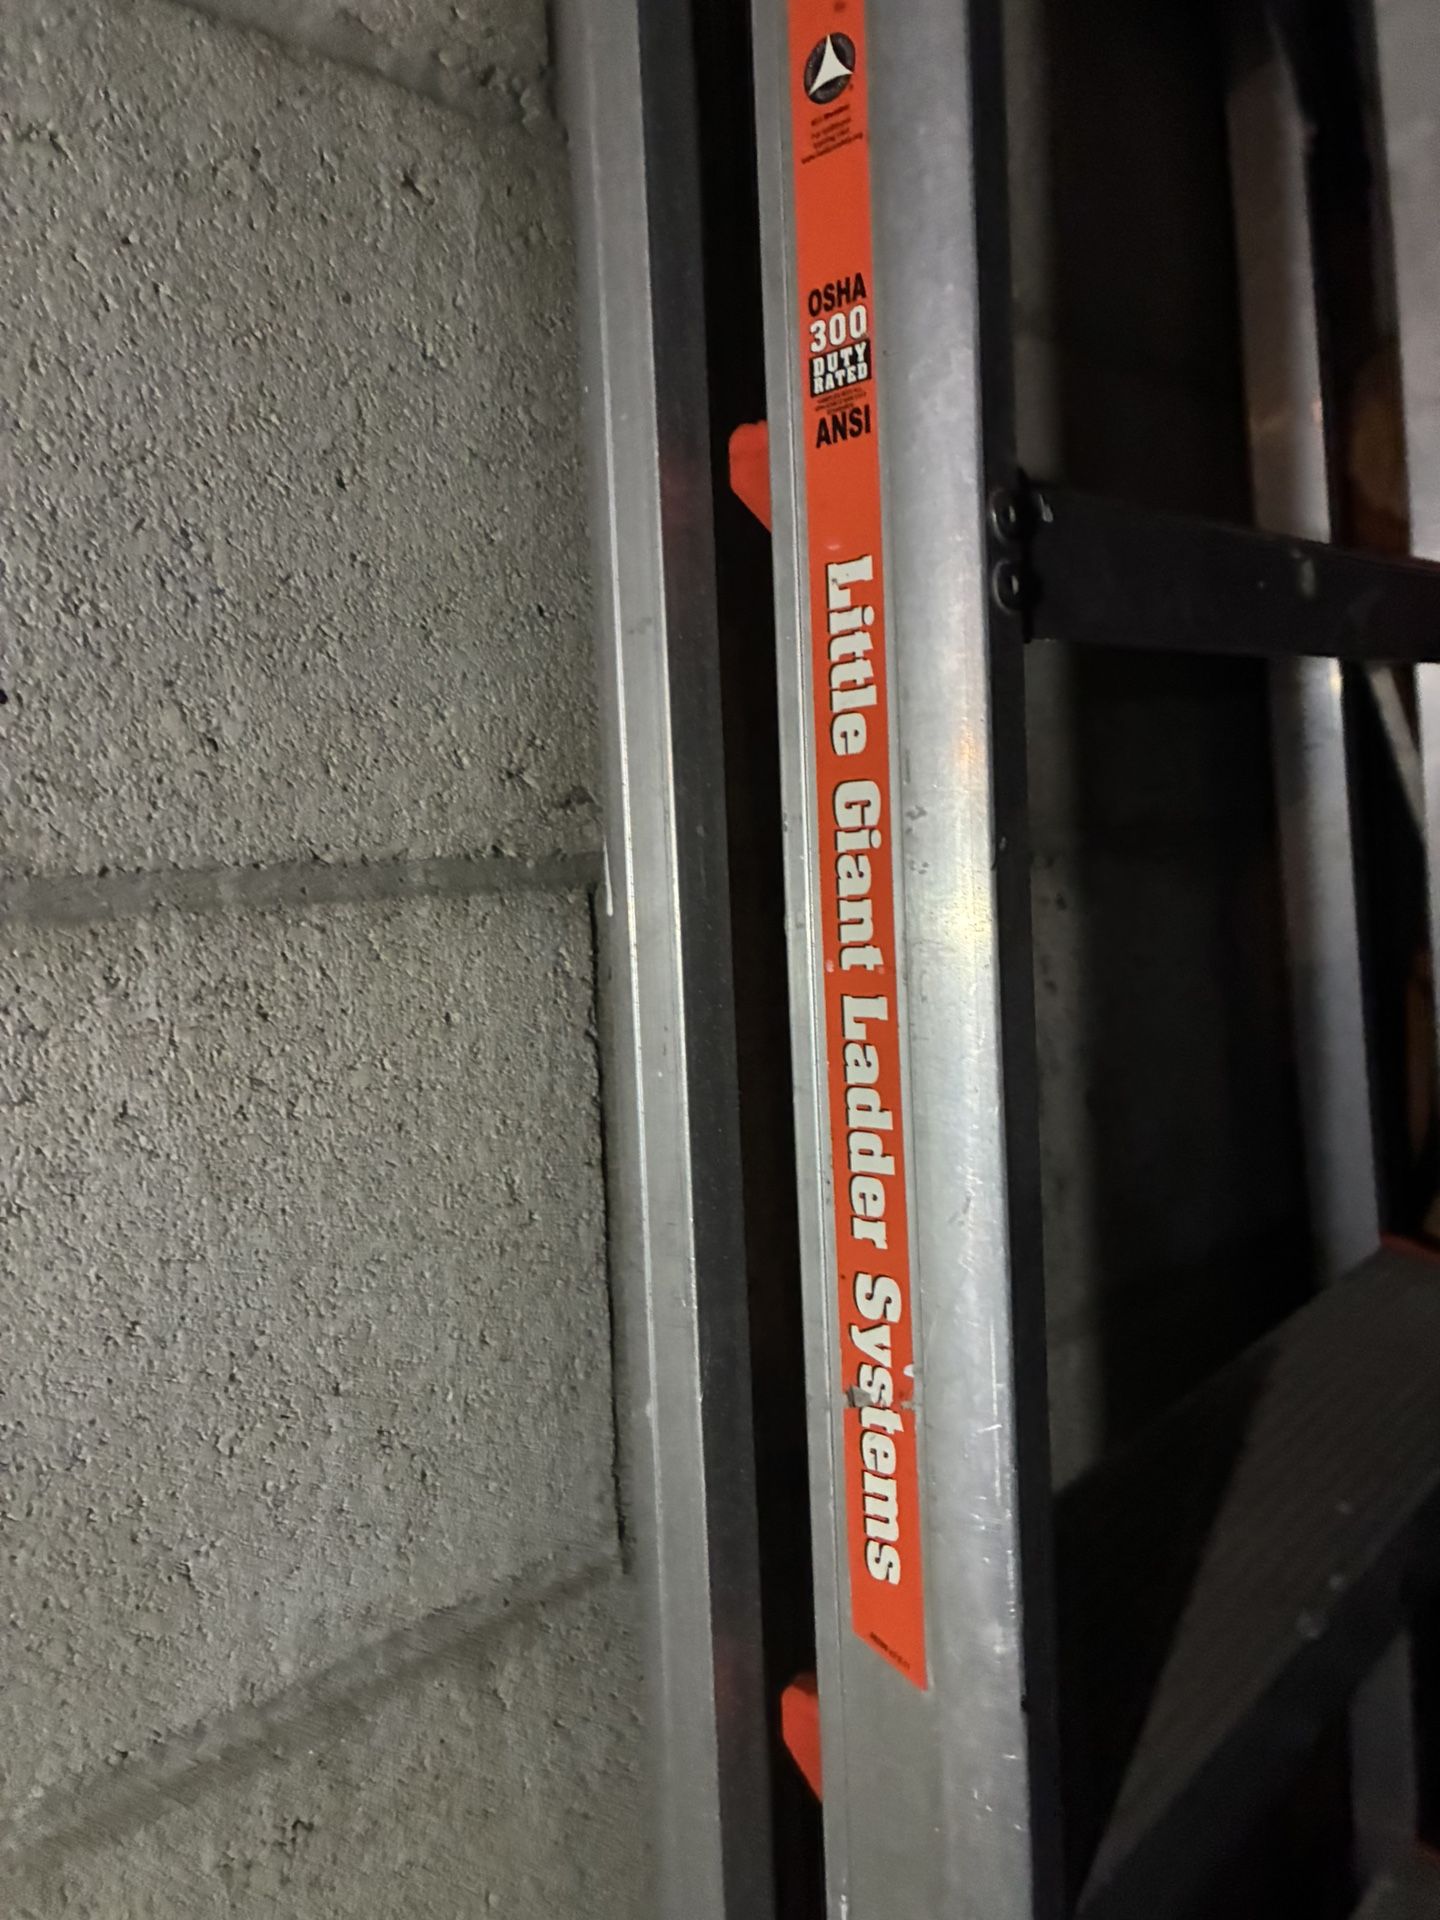 OSHA
300
DUTY
RATED
ANSI
Little Giant Ladder Systems